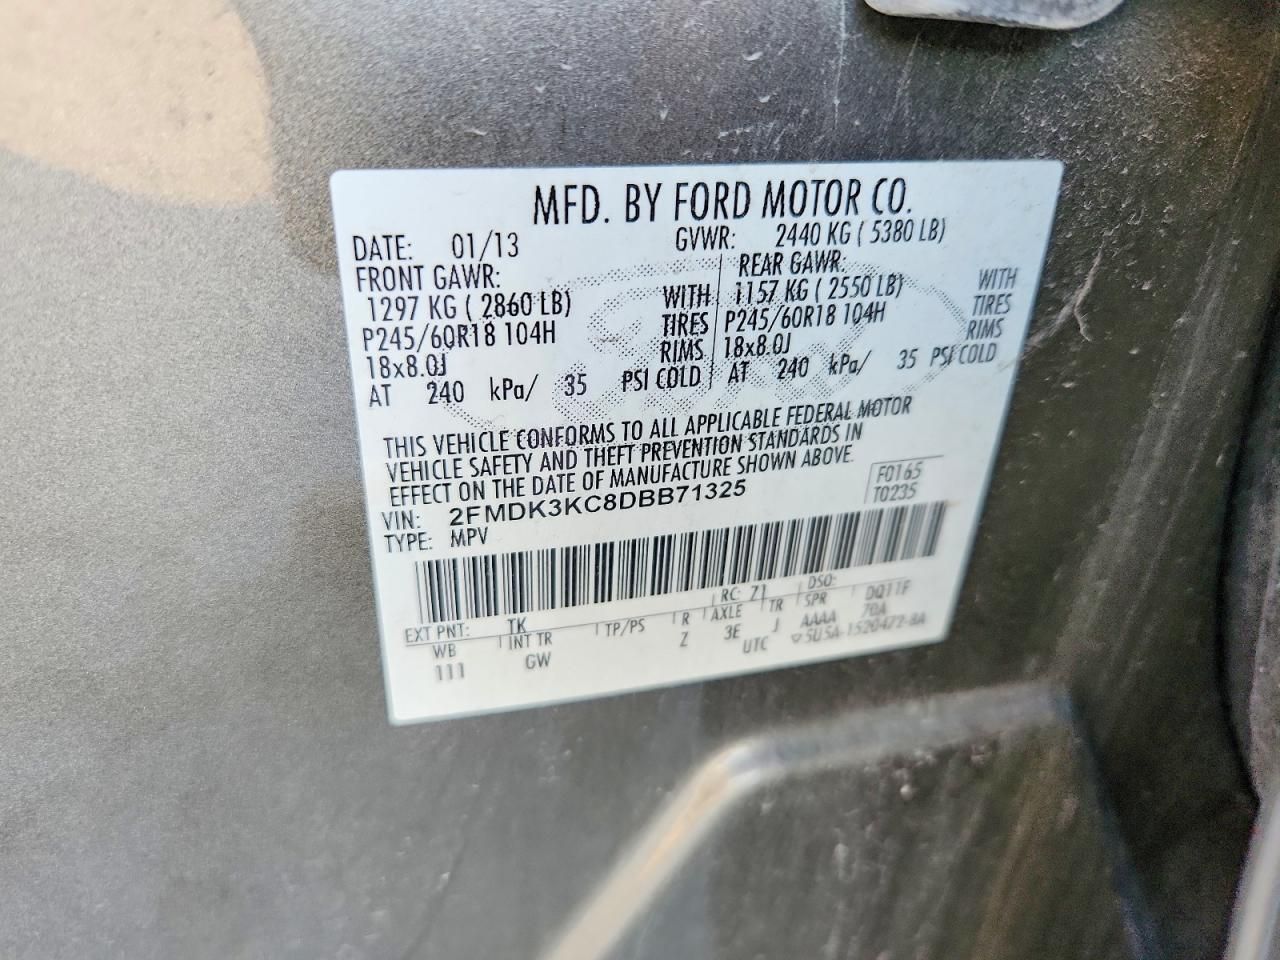 MFD. BY FORD MOTOR CO.
DATE: 01/13 GVWR: 2440 KG ( 5380 LB)
FRONT GAWR: REAR GAWR:
1297 KG ( 2860 LB) WITH 1157 KG ( 2550 LB) WITH
P245/60R18 104H TIRES P245/60R18 104H TIRES
18x8.0J RIMS 18x8.0J RIMS
AT 240 kPa/ 35 PSI COLD AT 240 kPa/ 35 PSI COLD
THIS VEHICLE CONFORMS TO ALL APPLICABLE FEDERAL MOTOR
VEHICLE SAFETY AND THEFT PREVENTION STANDARDS IN
EFFECT ON THE DATE OF MANUFACTURE SHOWN ABOVE.
VIN: 2FMDK3KC8DBB71325 F0165
TYPE: MPV T0235
EXT PNT: TK RC: 71 DSO:
WB INT TR TP/PS R AXLE TR SPR DQ11F
111 GW Z 3E J AAAA 70A
UTC ▽5U5A-1520472-BA